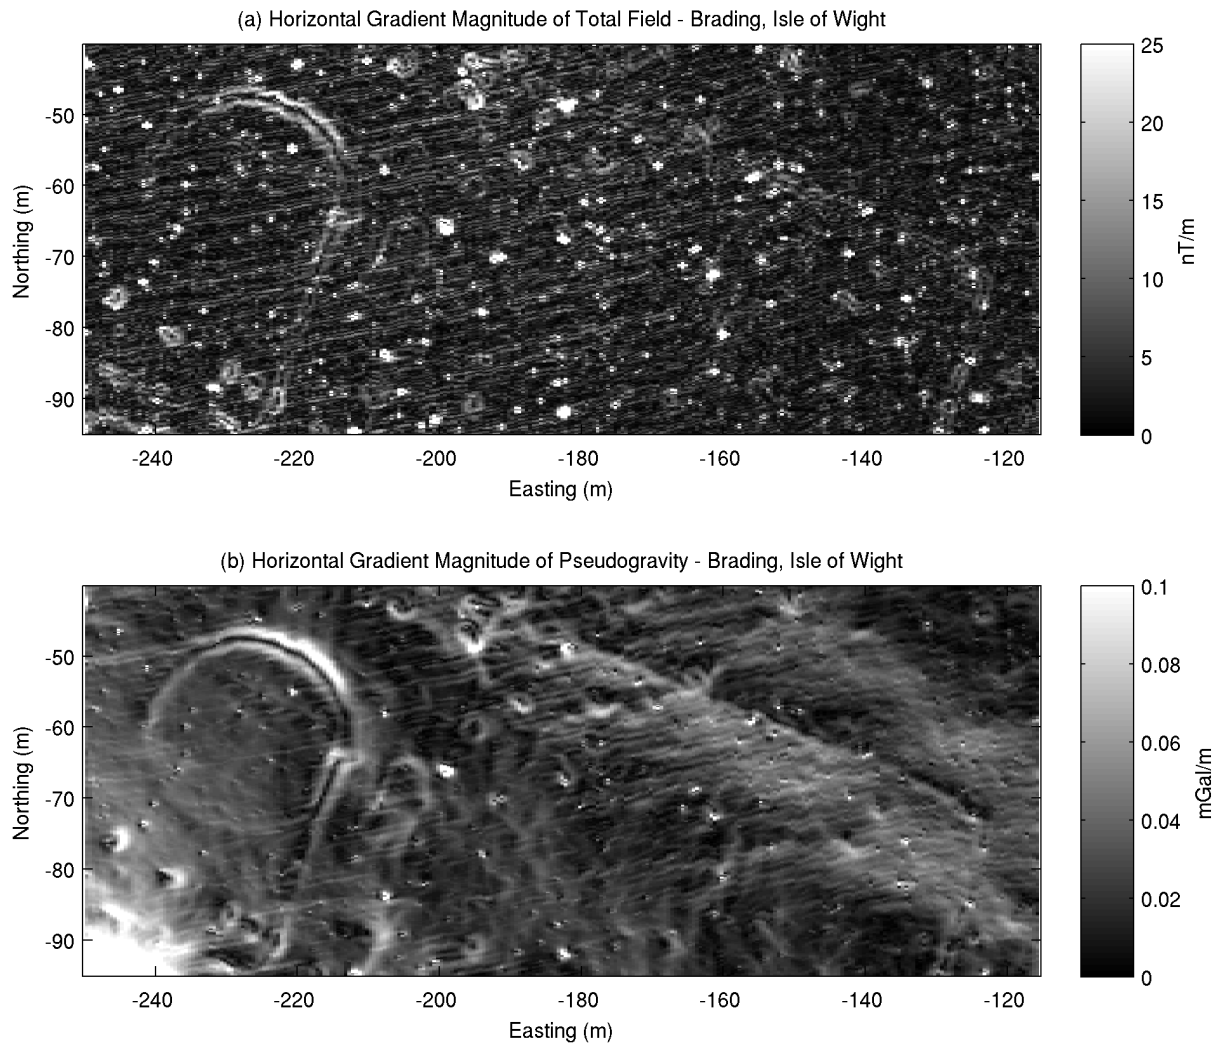 (a) Horizontal Gradient Magnitude of Total Field - Brading, Isle of Wight
25
20
15
10
5
0
nT/m
-50
-60
-70
-80
-90
Northing (m)
-240 -220 -200 -180 -160 -140 -120
Easting (m)
(b) Horizontal Gradient Magnitude of Pseudogravity - Brading, Isle of Wight
0.1
0.08
0.06
0.04
0.02
0
mGal/m
-50
-60
-70
-80
-90
Northing (m)
-240 -220 -200 -180 -160 -140 -120
Easting (m)